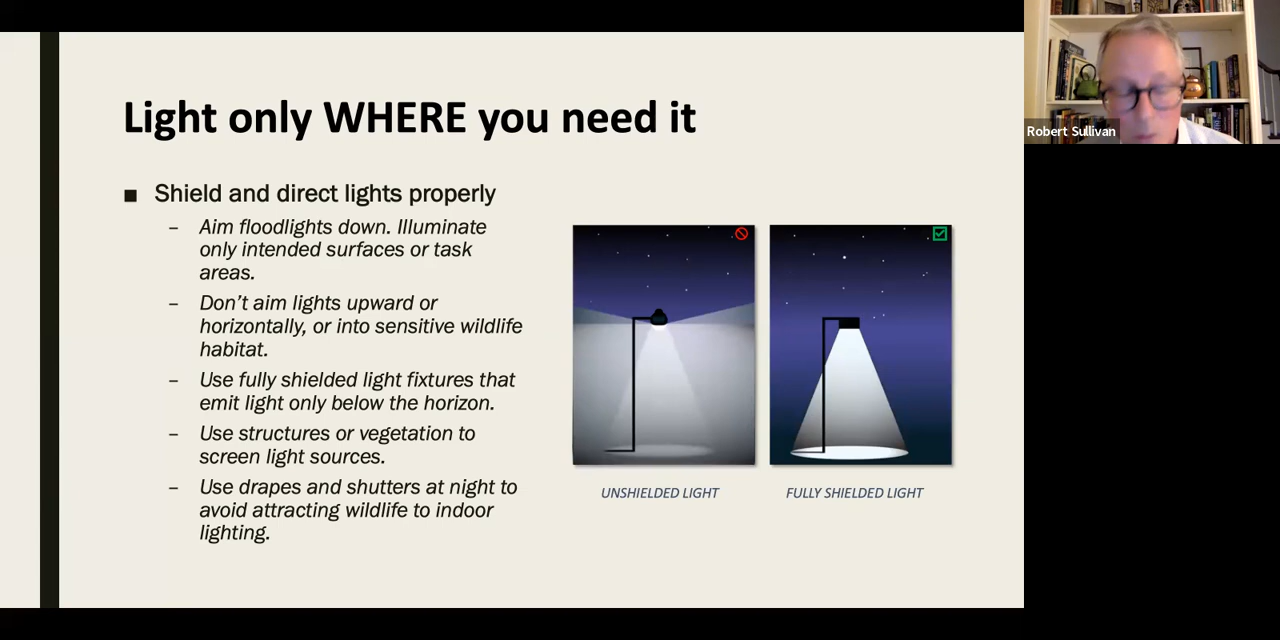 Light only WHERE you need it
■ Shield and direct lights properly
– Aim floodlights down. Illuminate
only intended surfaces or task
areas.
– Don't aim lights upward or
horizontally, or into sensitive wildlife
habitat.
– Use fully shielded light fixtures that
emit light only below the horizon.
– Use structures or vegetation to
screen light sources.
– Use drapes and shutters at night to
avoid attracting wildlife to indoor
lighting.
UNSHIELDED LIGHT
FULLY SHIELDED LIGHT
Robert Sullivan